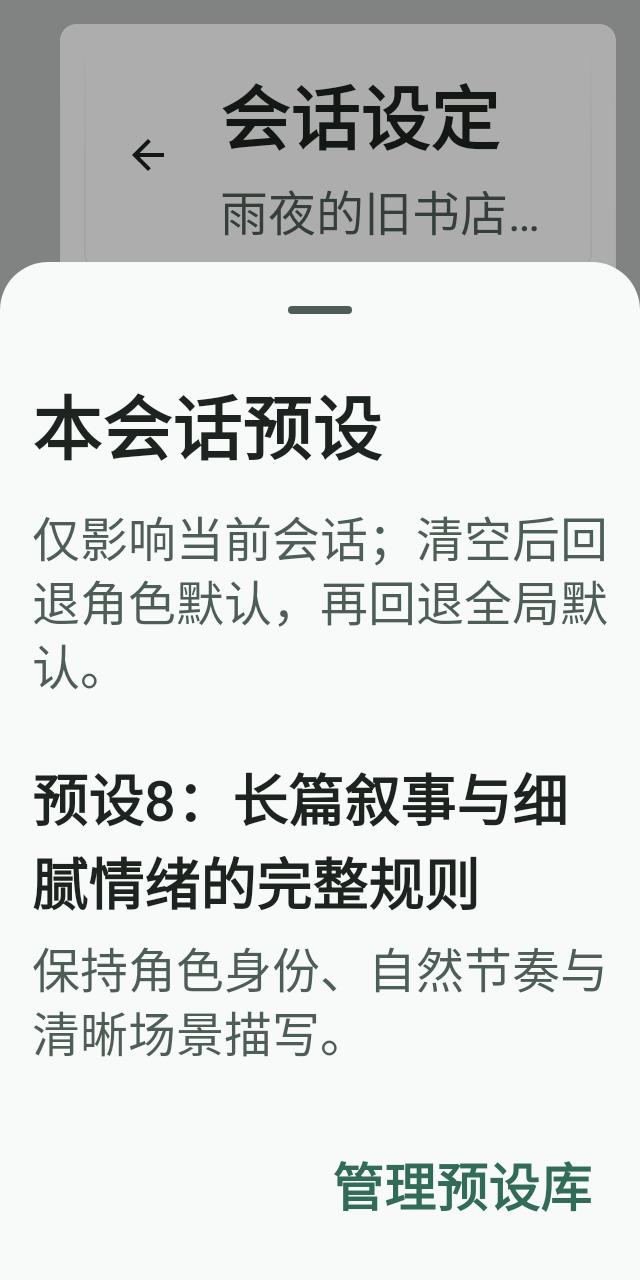 会话设定
雨夜的旧书店…
本会话预设
仅影响当前会话；清空后回
退角色默认，再回退全局默
认。
预设8：长篇叙事与细
腻情绪的完整规则
保持角色身份、自然节奏与
清晰场景描写。
管理预设库